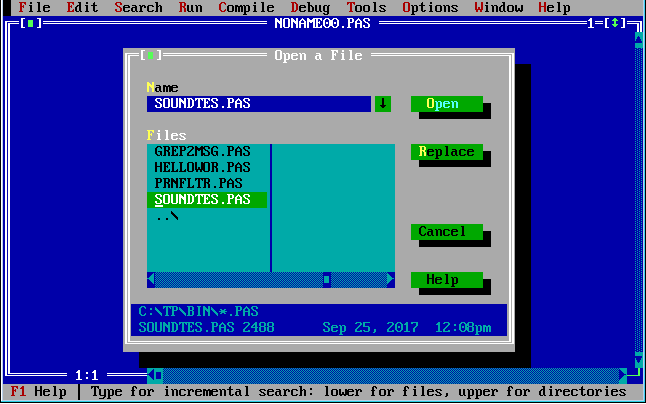 File Edit Search Run Compile Debug Tools Options Window Help
NONAME00.PAS 1
Open a File
Name
SOUNDTES.PAS
Open
Files
GREP2MSG.PAS
HELLOWOR.PAS
PRNFLTR.PAS
SOUNDTES.PAS
..\
Replace
Cancel
Help
C:\TP\BIN\*.PAS
SOUNDTES.PAS 2488 Sep 25, 2017 12:08pm
1:1
F1 Help | Type for incremental search: lower for files, upper for directories